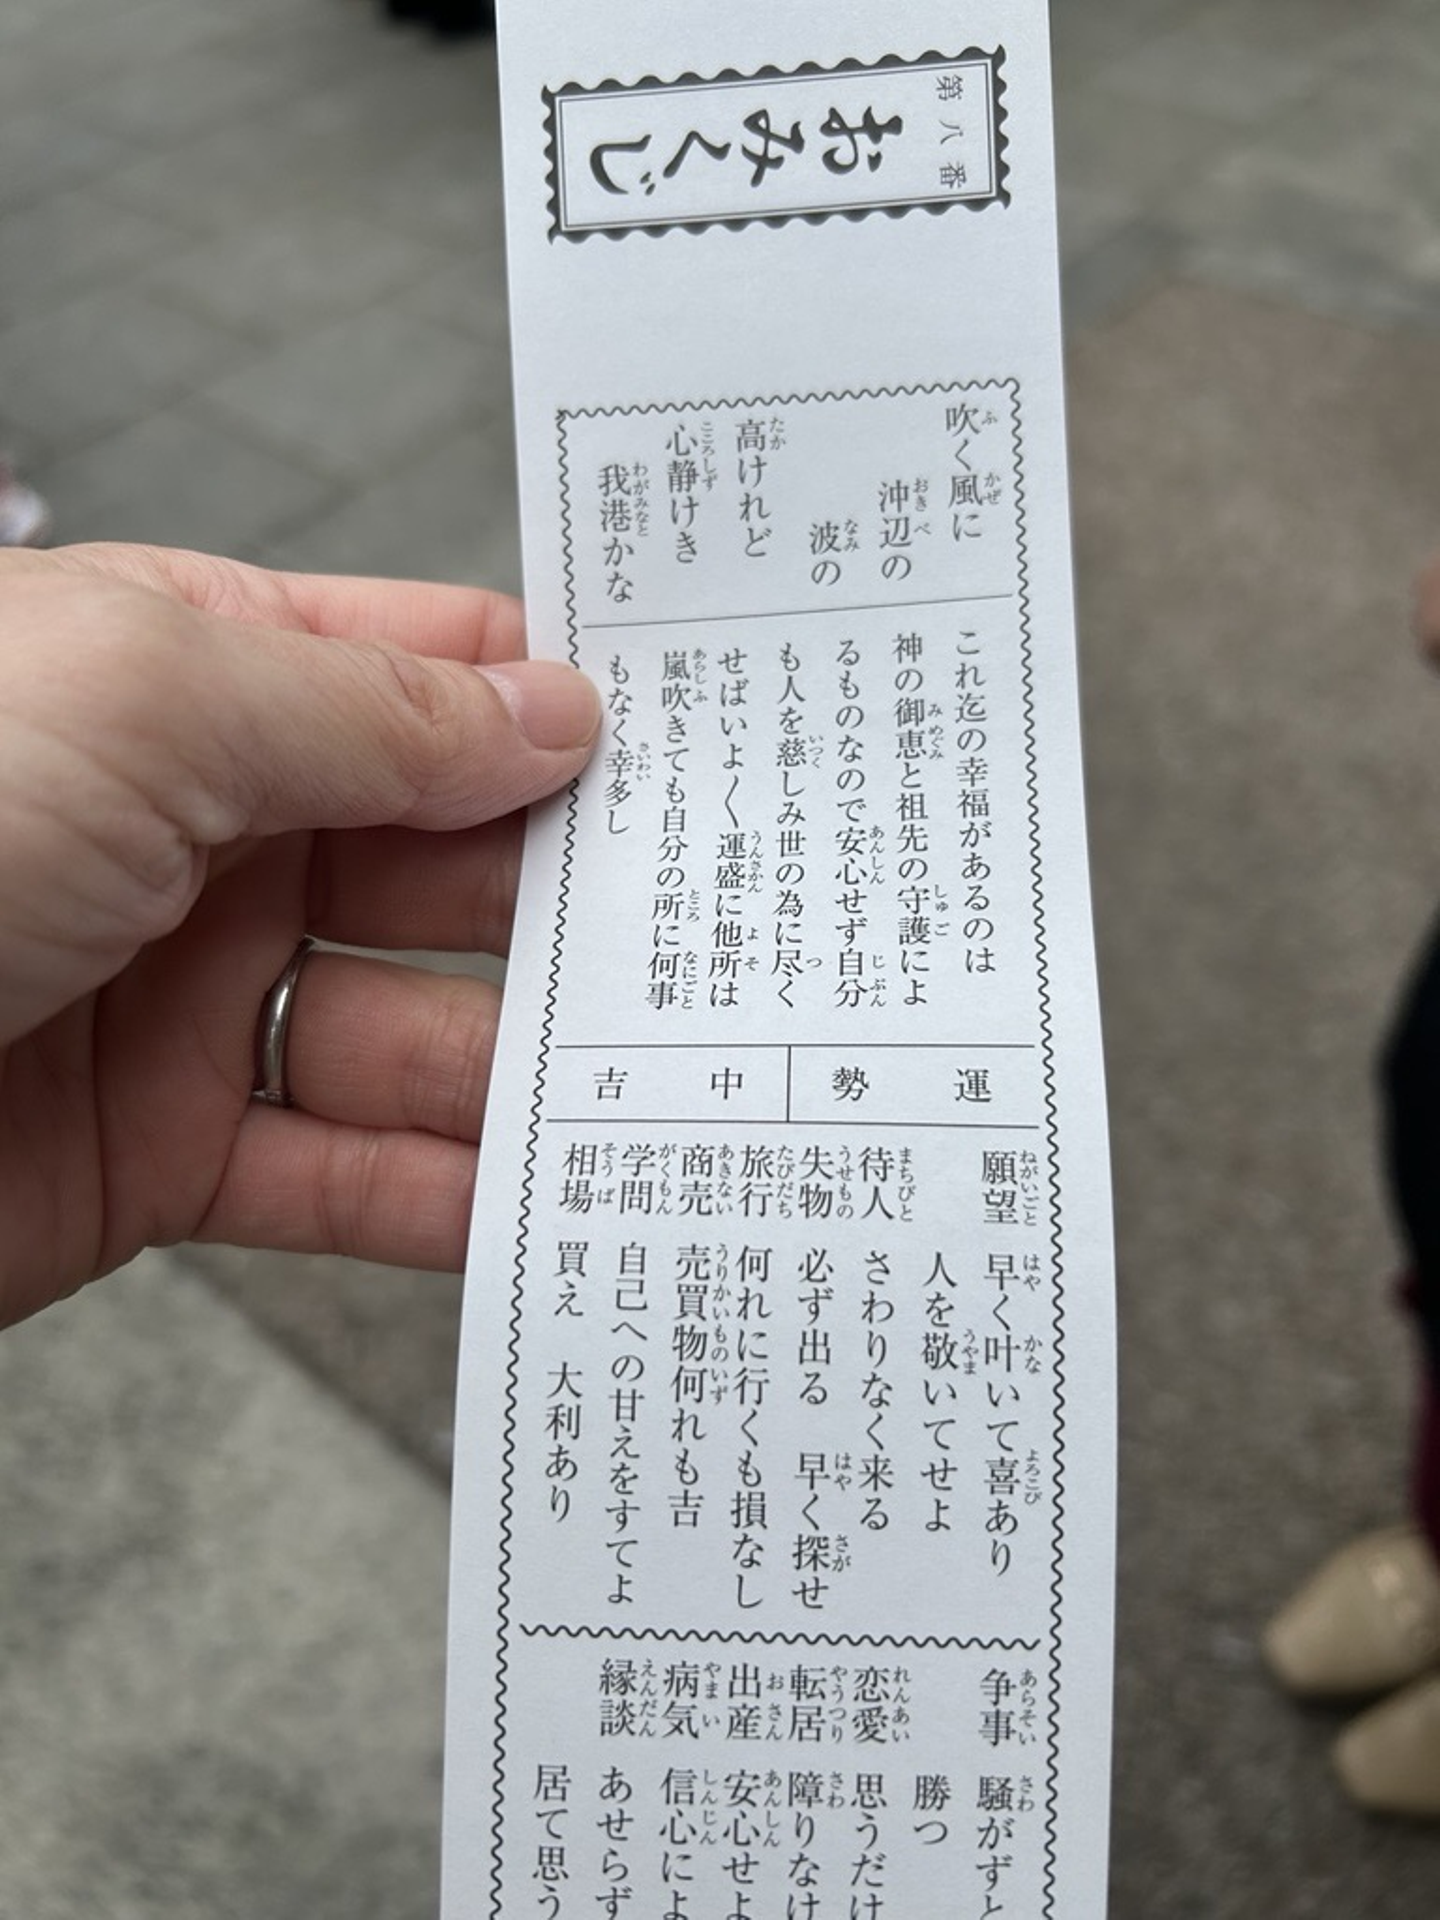 第八番
おみくじ
吹く風に
沖辺の
波の
高けれど
心静けき
我港かな
これ迄の幸福があるのは
神の御恵と祖先の守護によ
るものなので安心せず自分
も人を慈しみ世の為に尽く
せばいよ〱運盛に他所は
嵐吹きても自分の所に何事
もなく幸多し
運勢 中吉
願望 早く叶いて喜あり
人を敬いてせよ
待人 さわりなく来る
失物 必ず出る 早く探せ
旅行 何れに行くも損なし
商売 売買物何れも吉
学問 自己への甘えをすてよ
相場 買え 大利あり
争事 騒がずと
勝つ
恋愛 思うだけ
転居 障りなけ
出産 安心せよ
病気 信心によ
縁談 あせらず
居て思う